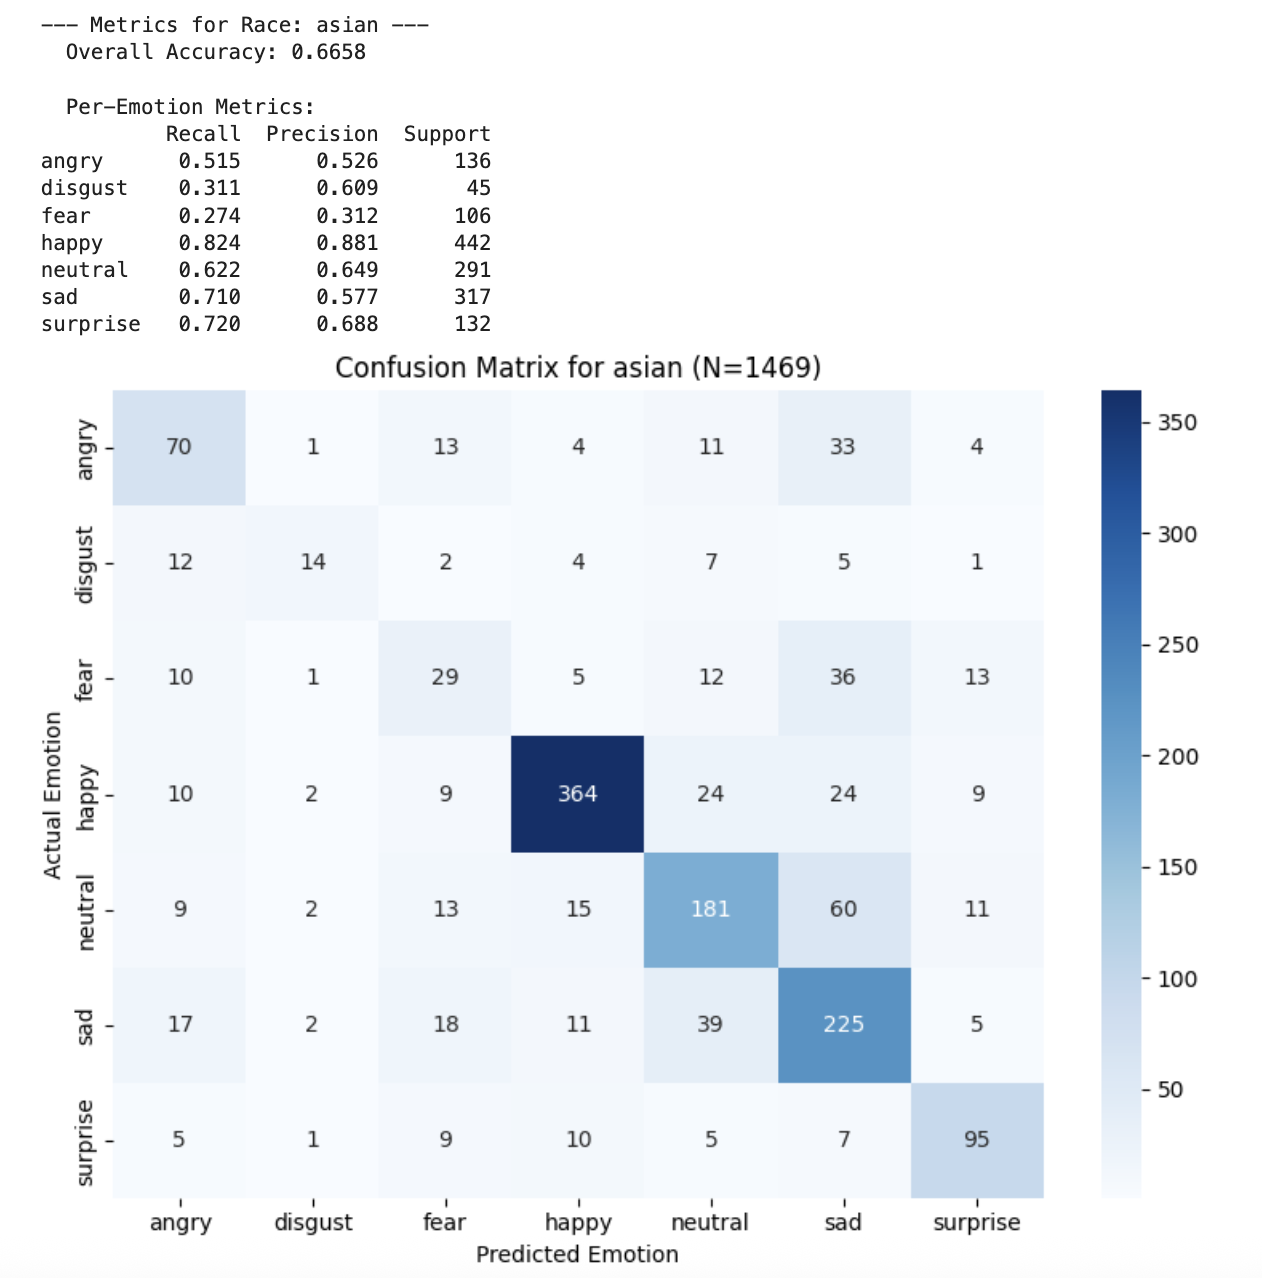 --- Metrics for Race: asian ---
Overall Accuracy: 0.6658
Per-Emotion Metrics:
Recall Precision Support
angry 0.515 0.526 136
disgust 0.311 0.609 45
fear 0.274 0.312 106
happy 0.824 0.881 442
neutral 0.622 0.649 291
sad 0.710 0.577 317
surprise 0.720 0.688 132
Confusion Matrix for asian (N=1469)
angry 70 1 13 4 11 33 4
disgust 12 14 2 4 7 5 1
fear 10 1 29 5 12 36 13
happy 10 2 9 364 24 24 9
neutral 9 2 13 15 181 60 11
sad 17 2 18 11 39 225 5
surprise 5 1 9 10 5 7 95
Actual Emotion
angry disgust fear happy neutral sad surprise
Predicted Emotion
350
300
250
200
150
100
50